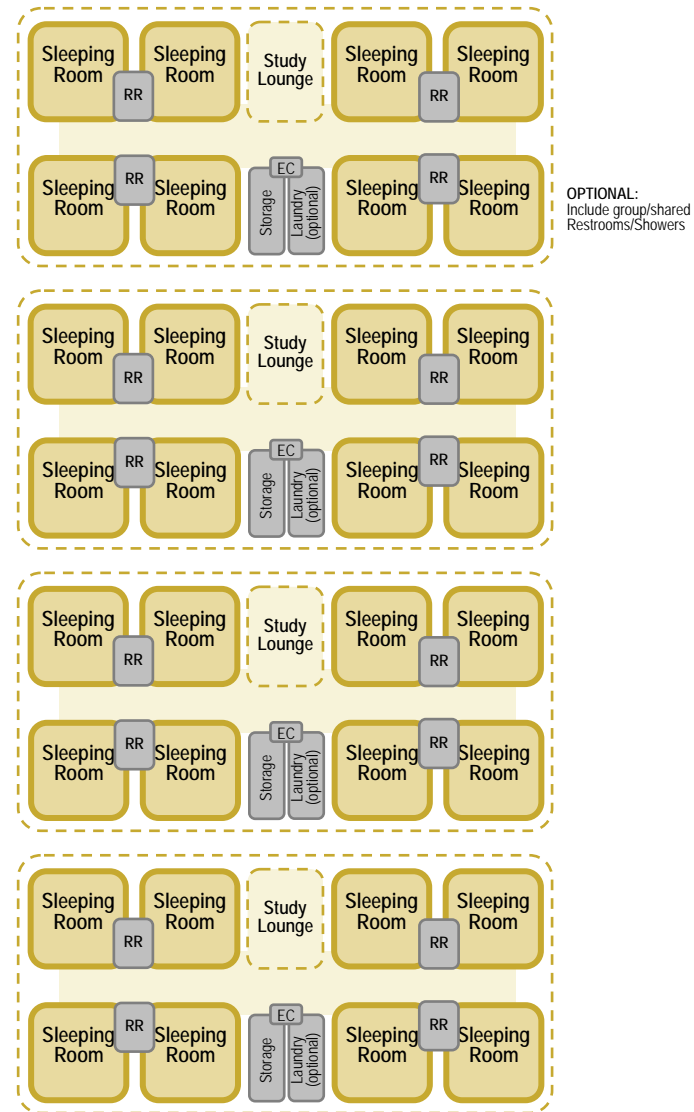 Sleeping
Room
Sleeping
Room
Study
Lounge
Sleeping
Room
Sleeping
Room
RR
RR
Sleeping
Room
RR
Sleeping
Room
EC
Storage
Laundry
(optional)
Sleeping
Room
RR
Sleeping
Room
OPTIONAL:
Include group/shared
Restrooms/Showers
Sleeping
Room
Sleeping
Room
Study
Lounge
Sleeping
Room
Sleeping
Room
RR
RR
Sleeping
Room
RR
Sleeping
Room
EC
Storage
Laundry
(optional)
Sleeping
Room
RR
Sleeping
Room
Sleeping
Room
Sleeping
Room
Study
Lounge
Sleeping
Room
Sleeping
Room
RR
RR
Sleeping
Room
RR
Sleeping
Room
EC
Storage
Laundry
(optional)
Sleeping
Room
RR
Sleeping
Room
Sleeping
Room
Sleeping
Room
Study
Lounge
Sleeping
Room
Sleeping
Room
RR
RR
Sleeping
Room
RR
Sleeping
Room
EC
Storage
Laundry
(optional)
Sleeping
Room
RR
Sleeping
Room